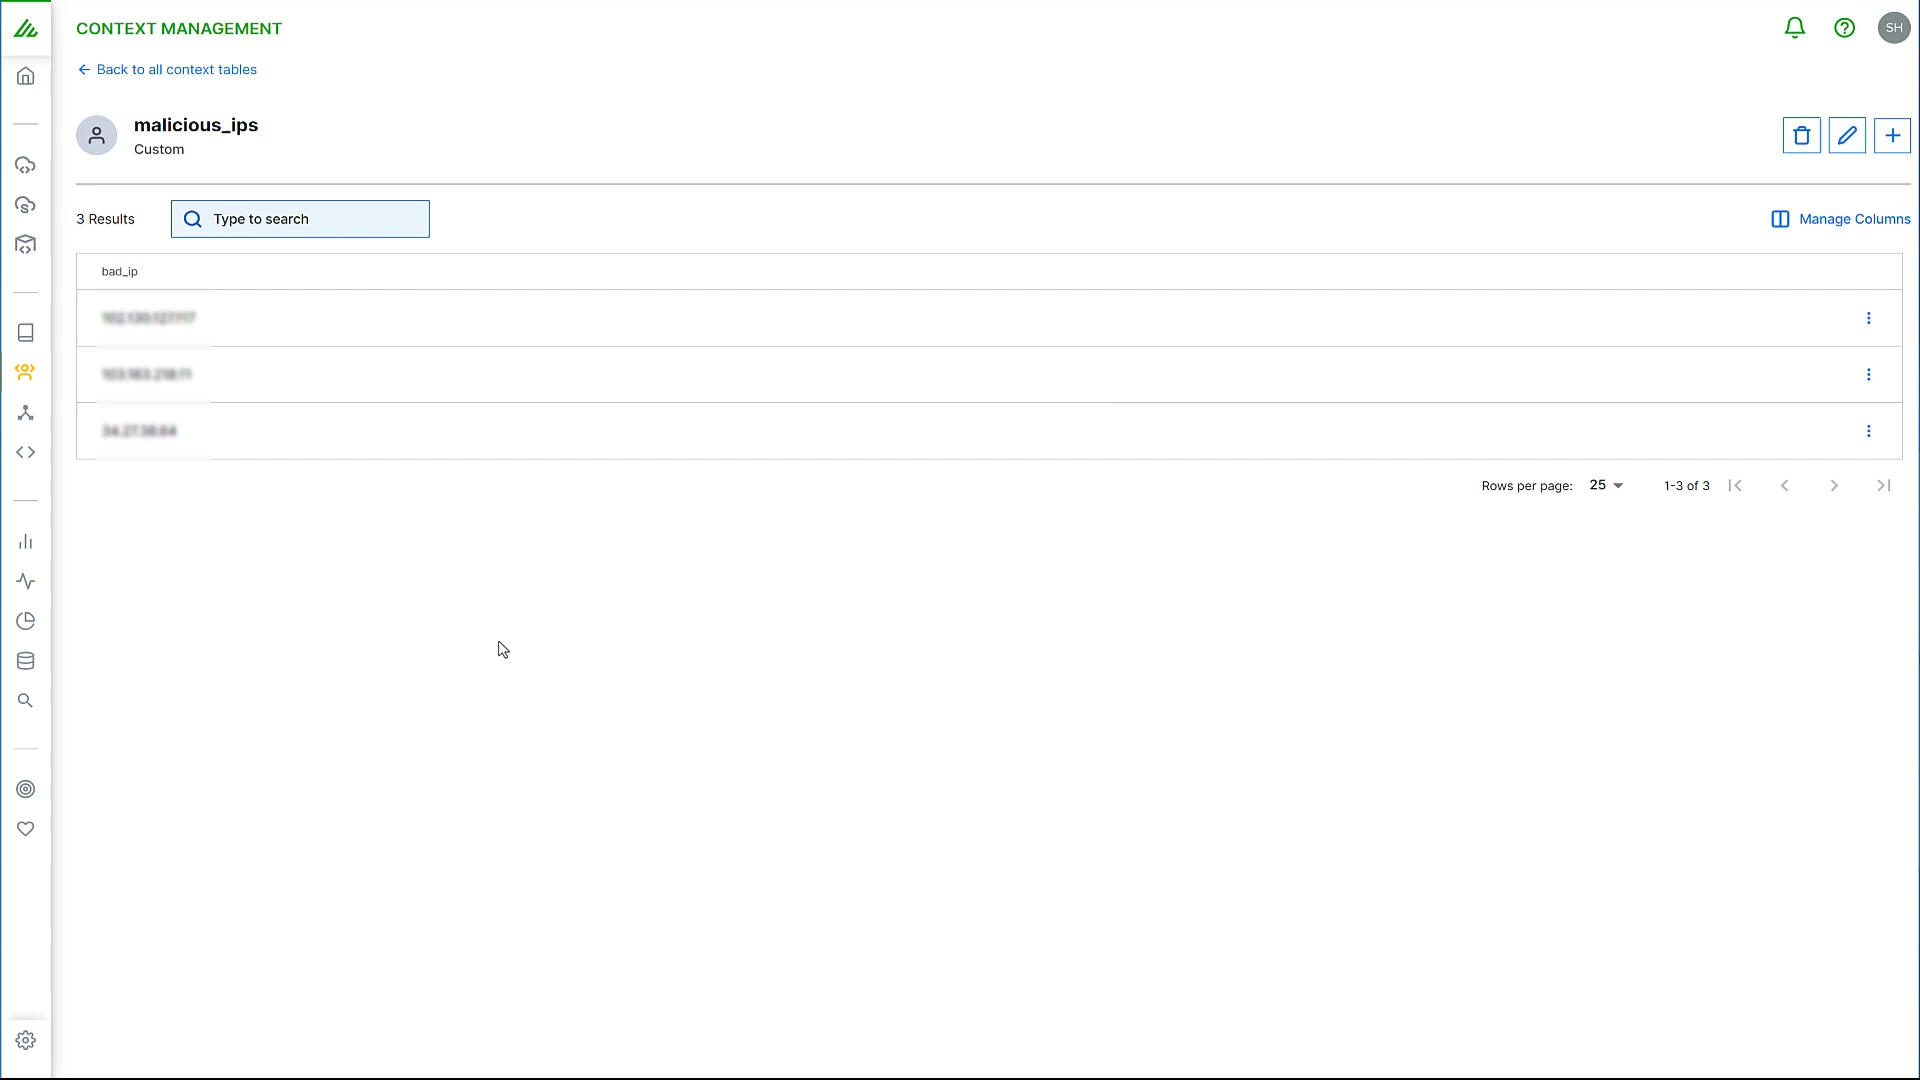 CONTEXT MANAGEMENT
SH
Back to all context tables
malicious_ips
Custom
3 Results
Type to search
Manage Columns
bad_ip
Rows per page: 25
1-3 of 3